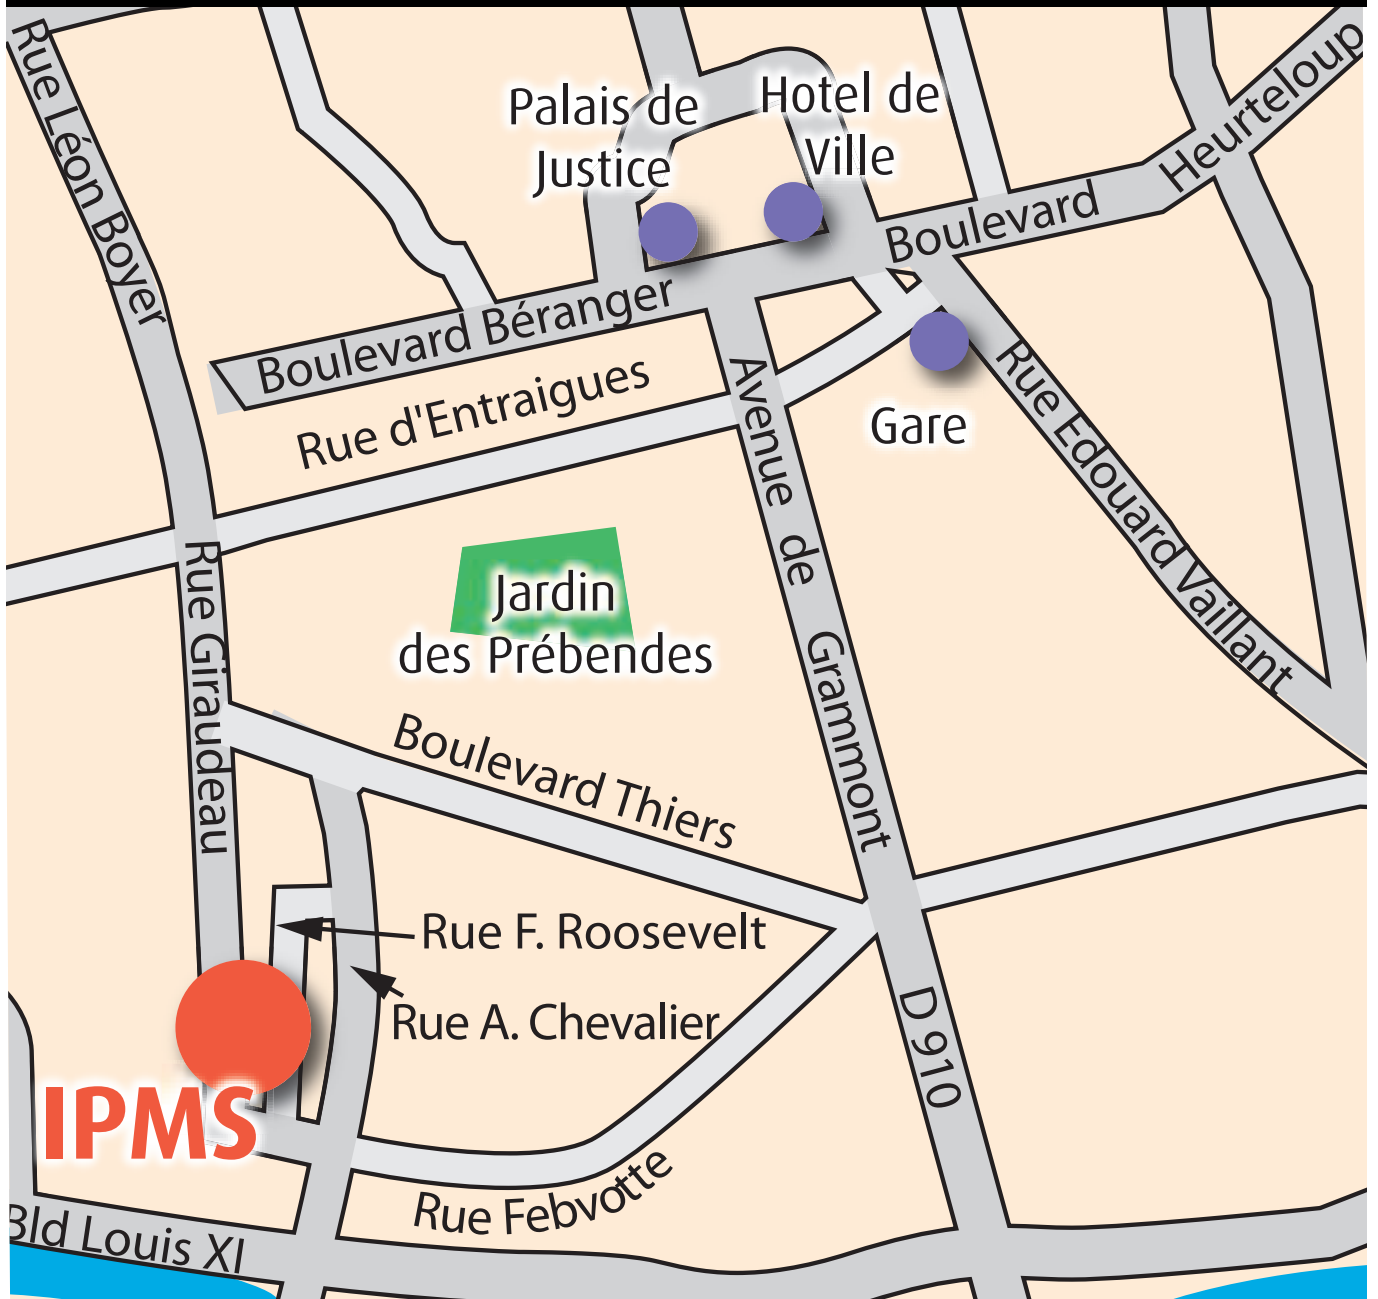 Rue Léon Boyer
Palais de
Justice
Hotel de
Ville
Boulevard
Heurteloup
Boulevard Béranger
Rue d'Entraigues
Gare
Rue Edouard Vaillant
Avenue de Grammont
Jardin
des Prébendes
Rue Giraudeau
Boulevard Thiers
Rue F. Roosevelt
Rue A. Chevalier
D 910
IPMS
Rue Febvotte
Bld Louis XI